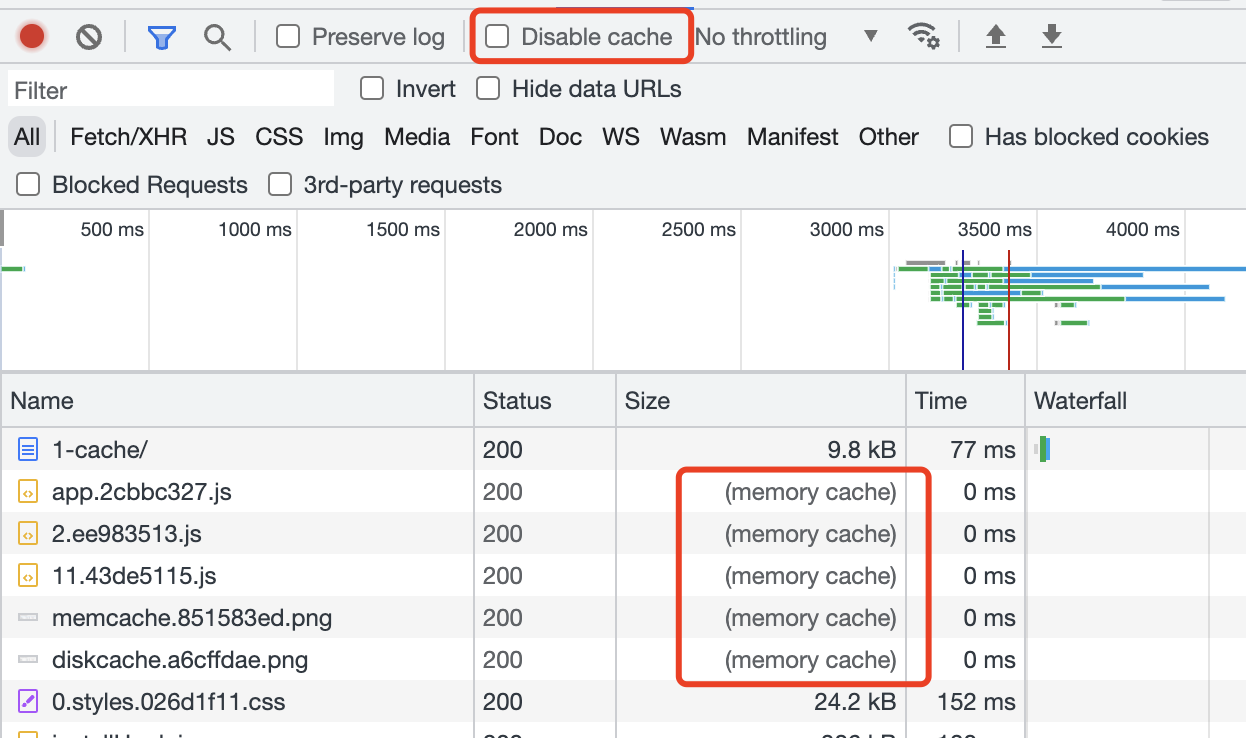 Preserve log Disable cache No throttling
Filter Invert Hide data URLs
All Fetch/XHR JS CSS Img Media Font Doc WS Wasm Manifest Other Has blocked cookies
Blocked Requests 3rd-party requests
500 ms 1000 ms 1500 ms 2000 ms 2500 ms 3000 ms 3500 ms 4000 ms
Name Status Size Time Waterfall
1-cache/ 200 9.8 kB 77 ms
app.2cbbc327.js 200 (memory cache) 0 ms
2.ee983513.js 200 (memory cache) 0 ms
11.43de5115.js 200 (memory cache) 0 ms
memcache.851583ed.png 200 (memory cache) 0 ms
diskcache.a6cffdae.png 200 (memory cache) 0 ms
0.styles.026d1f11.css 200 24.2 kB 152 ms